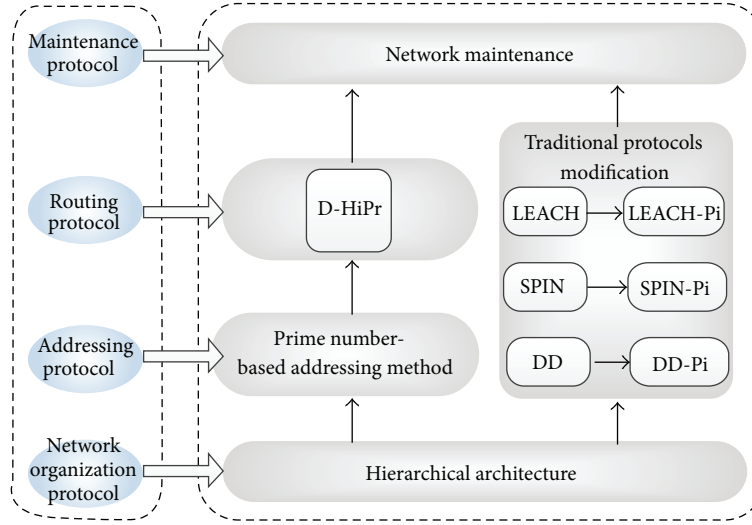 Maintenance
protocol
Network maintenance
Traditional protocols
modification
Routing
protocol
D-HiPr
LEACH
LEACH-Pi
SPIN
SPIN-Pi
Addressing
protocol
Prime number-
based addressing method
DD
DD-Pi
Network
organization
protocol
Hierarchical architecture